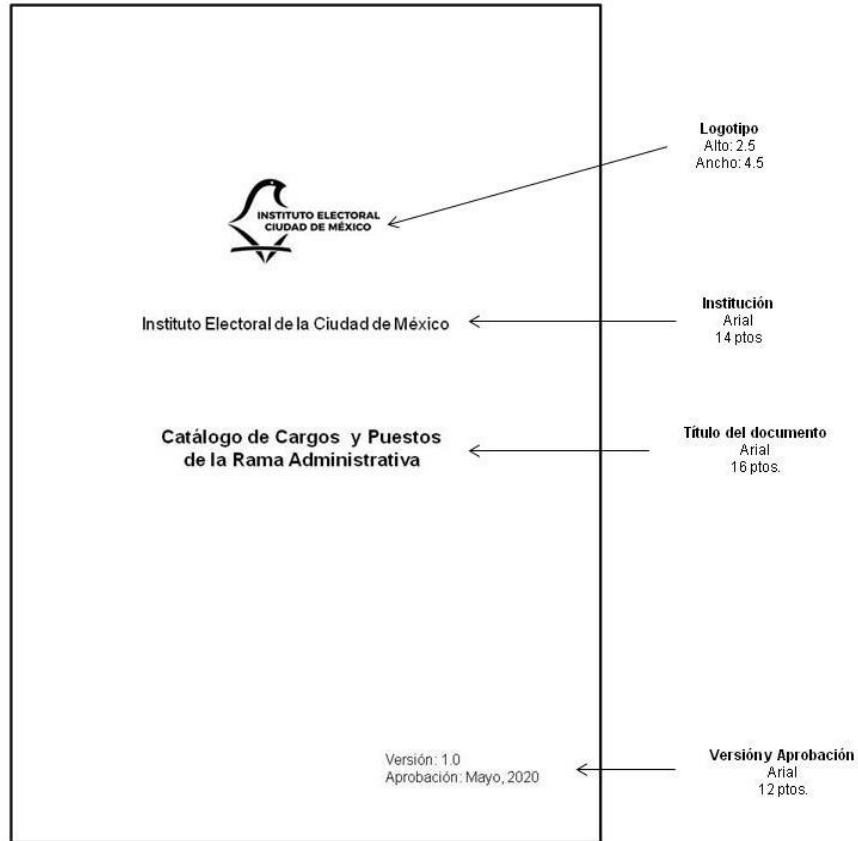 Logotipo
Alto: 2.5
Ancho: 4.5
INSTITUTO ELECTORAL
CIUDAD DE MÉXICO
Institución
Arial
14 ptos
Instituto Electoral de la Ciudad de México
Título del documento
Arial
16 ptos.
Catálogo de Cargos y Puestos
de la Rama Administrativa
Versión y Aprobación
Arial
12 ptos.
Versión: 1.0
Aprobación: Mayo, 2020